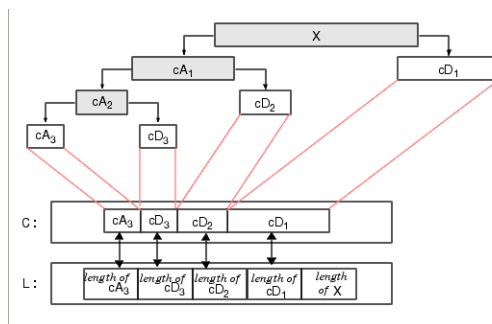 X
cA1
cD1
cA2
cD2
cA3
cD3
C:
cA3 cD3 cD2 cD1
L:
length of cA3
length of cD3
length of cD2
length of cD1
length of X